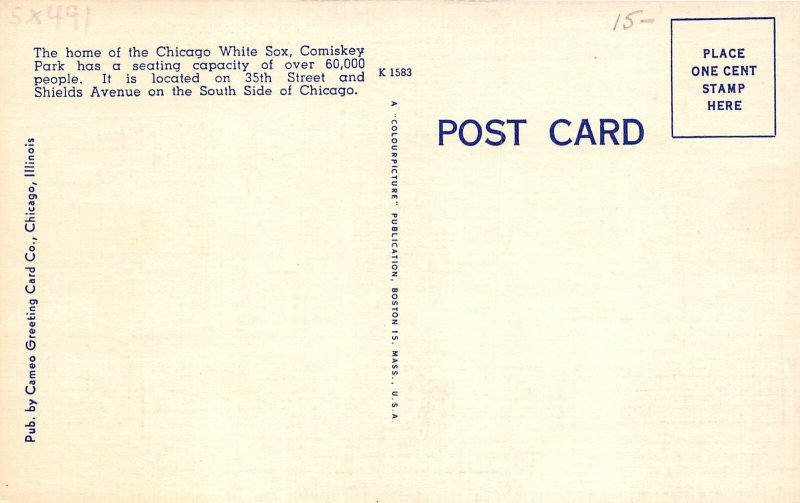 5x491
15-
The home of the Chicago White Sox, Comiskey
Park has a seating capacity of over 60,000
people. It is located on 35th Street and
Shields Avenue on the South Side of Chicago.
K 1583
PLACE
ONE CENT
STAMP
HERE
POST CARD
Pub. by Cameo Greeting Card Co., Chicago, Illinois
A "COLOURPICTURE" PUBLICATION, BOSTON 15, MASS., U.S.A.